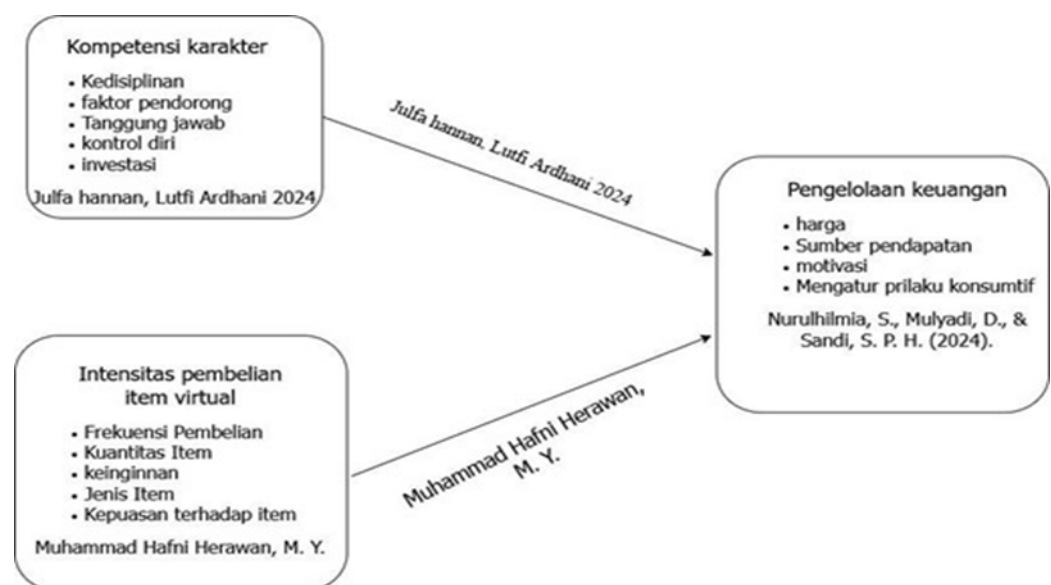 Kompetensi karakter
• Kedisiplinan
• faktor pendorong
• Tanggung jawab
• kontrol diri
• investasi
Julfa hannan, Lutfi Ardhani 2024
Julfa hannan, Lutfi Ardhani 2024
Pengelolaan keuangan
• harga
• Sumber pendapatan
• motivasi
• Mengatur prilaku konsumtif
Nurulhilmia, S., Mulyadi, D., &
Sandi, S. P. H. (2024).
Intensitas pembelian
item virtual
• Frekuensi Pembelian
• Kuantitas Item
• keinginnan
• Jenis Item
• Kepuasan terhadap item
Muhammad Hafni Herawan, M. Y.
Muhammad Hafni Herawan,
M. Y.